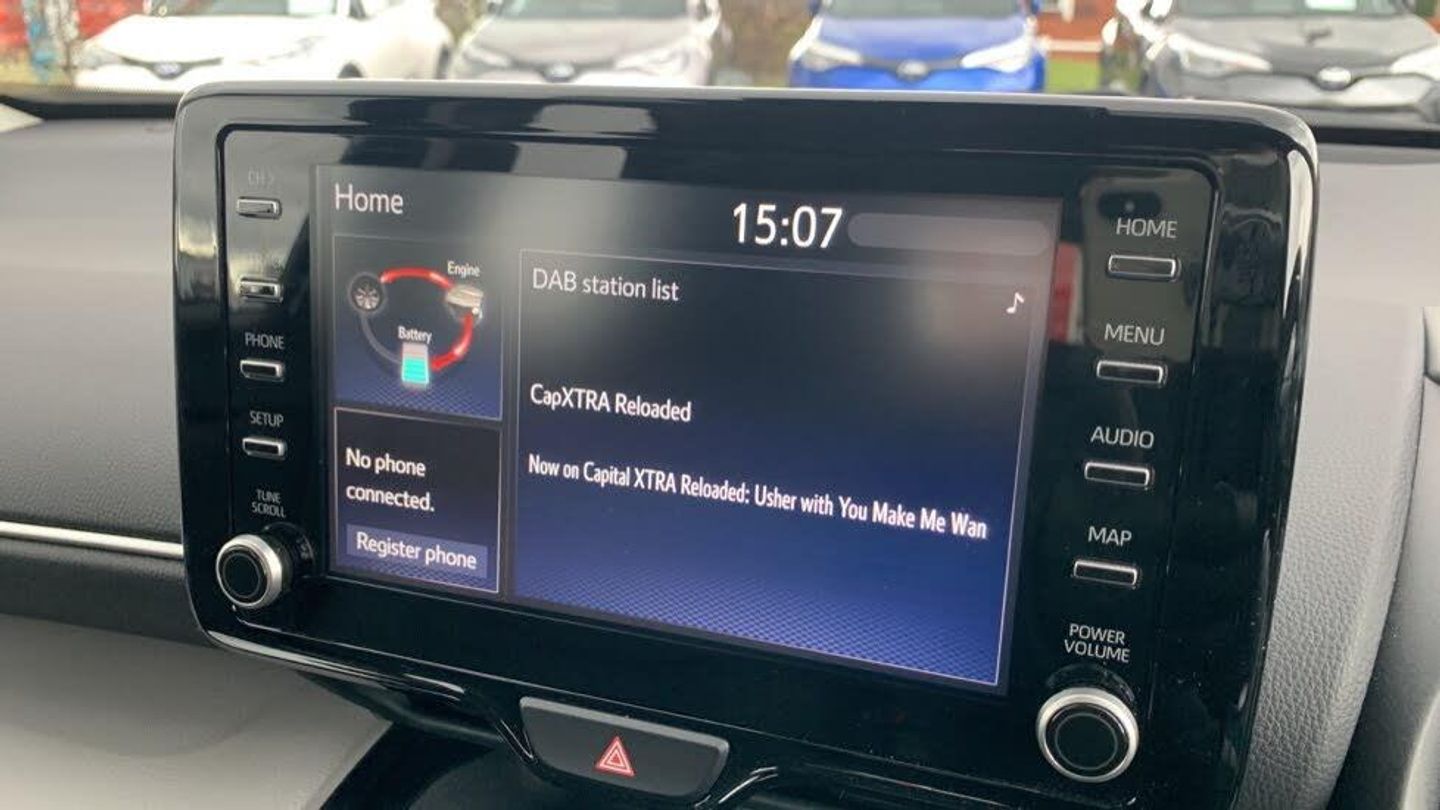 Home
15:07
Engine
Battery
DAB station list
CapXTRA Reloaded
Now on Capital XTRA Reloaded: Usher with You Make Me Wan
No phone
connected.
Register phone
CH >
PHONE
SETUP
TUNE
SCROLL
HOME
MENU
AUDIO
MAP
POWER
VOLUME